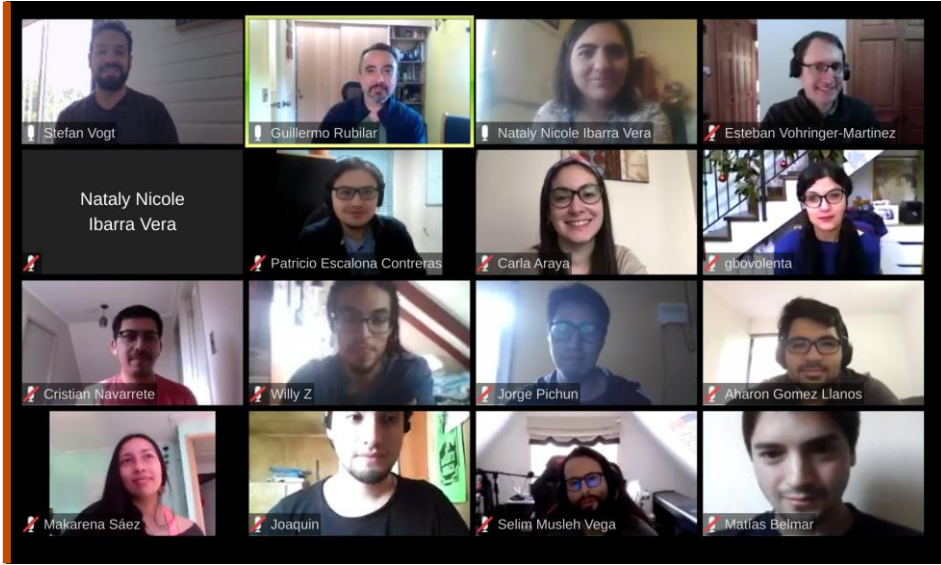 Stefan Vogt
Guillermo Rubilar
Nataly Nicole Ibarra Vera
Esteban Vohringer-Martinez
Nataly Nicole
Ibarra Vera
Patricio Escalona Contreras
Carla Araya
gbovolenta
Cristian Navarrete
Willy Z
Jorge Pichun
Aharon Gomez Llanos
Makarena Sáez
Joaquin
Selim Musleh Vega
Matías Belmar